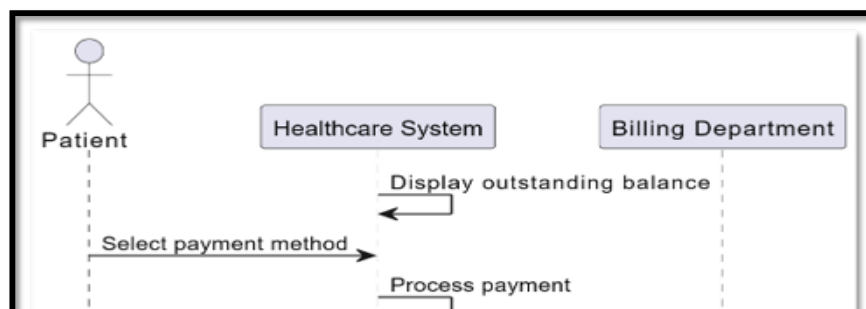 Patient
Healthcare System
Billing Department
Display outstanding balance
Select payment method
Process payment